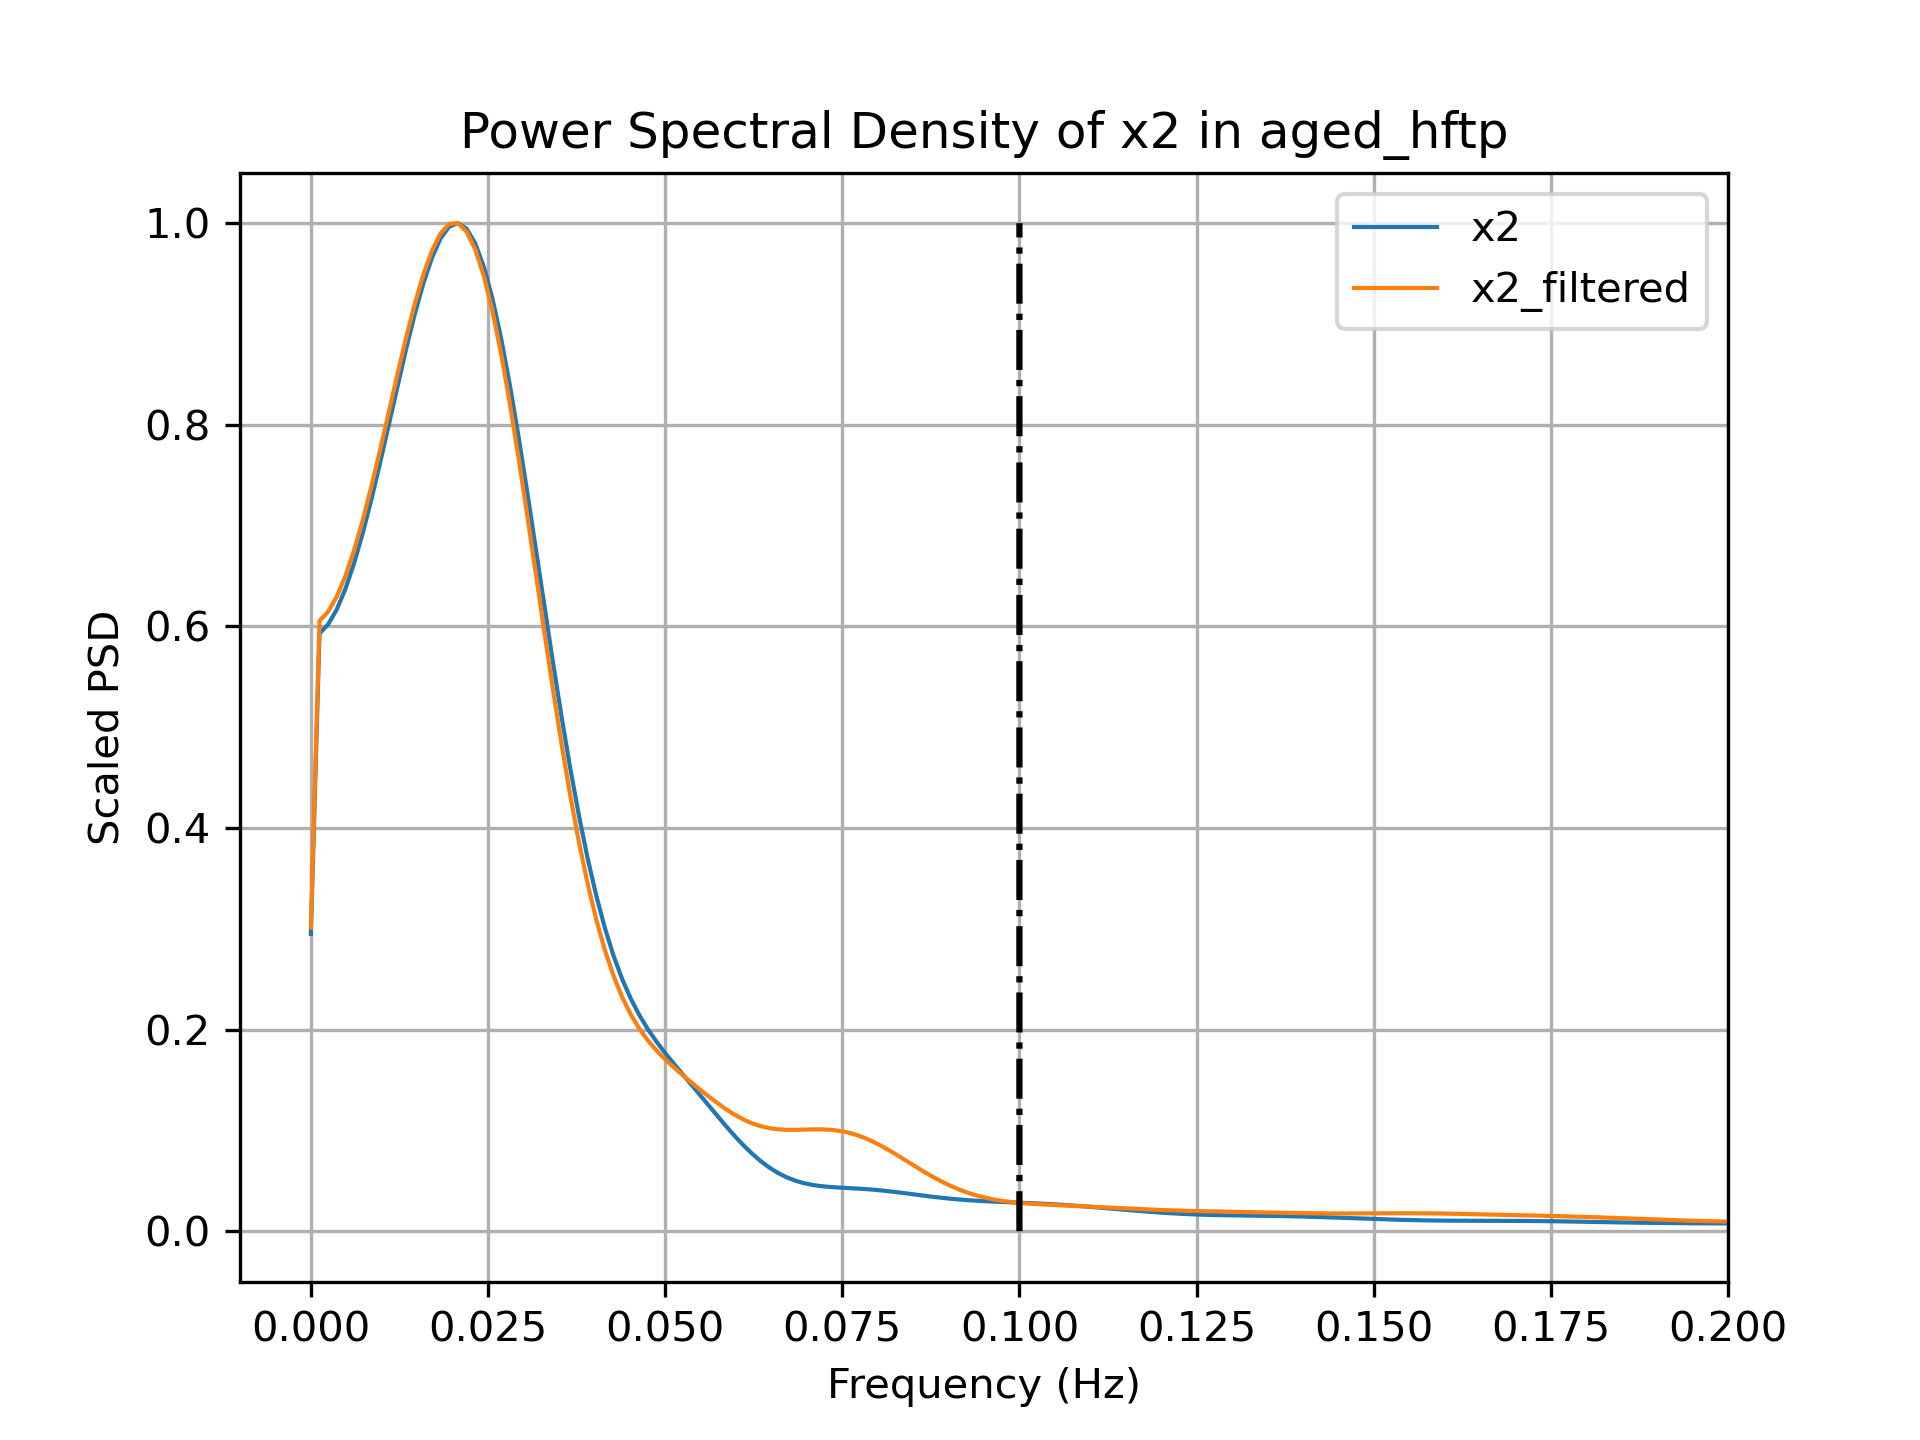 Power Spectral Density of x2 in aged_hftp
x2
x2_filtered
Scaled PSD
1.0
0.8
0.6
0.4
0.2
0.0
0.000 0.025 0.050 0.075 0.100 0.125 0.150 0.175 0.200
Frequency (Hz)